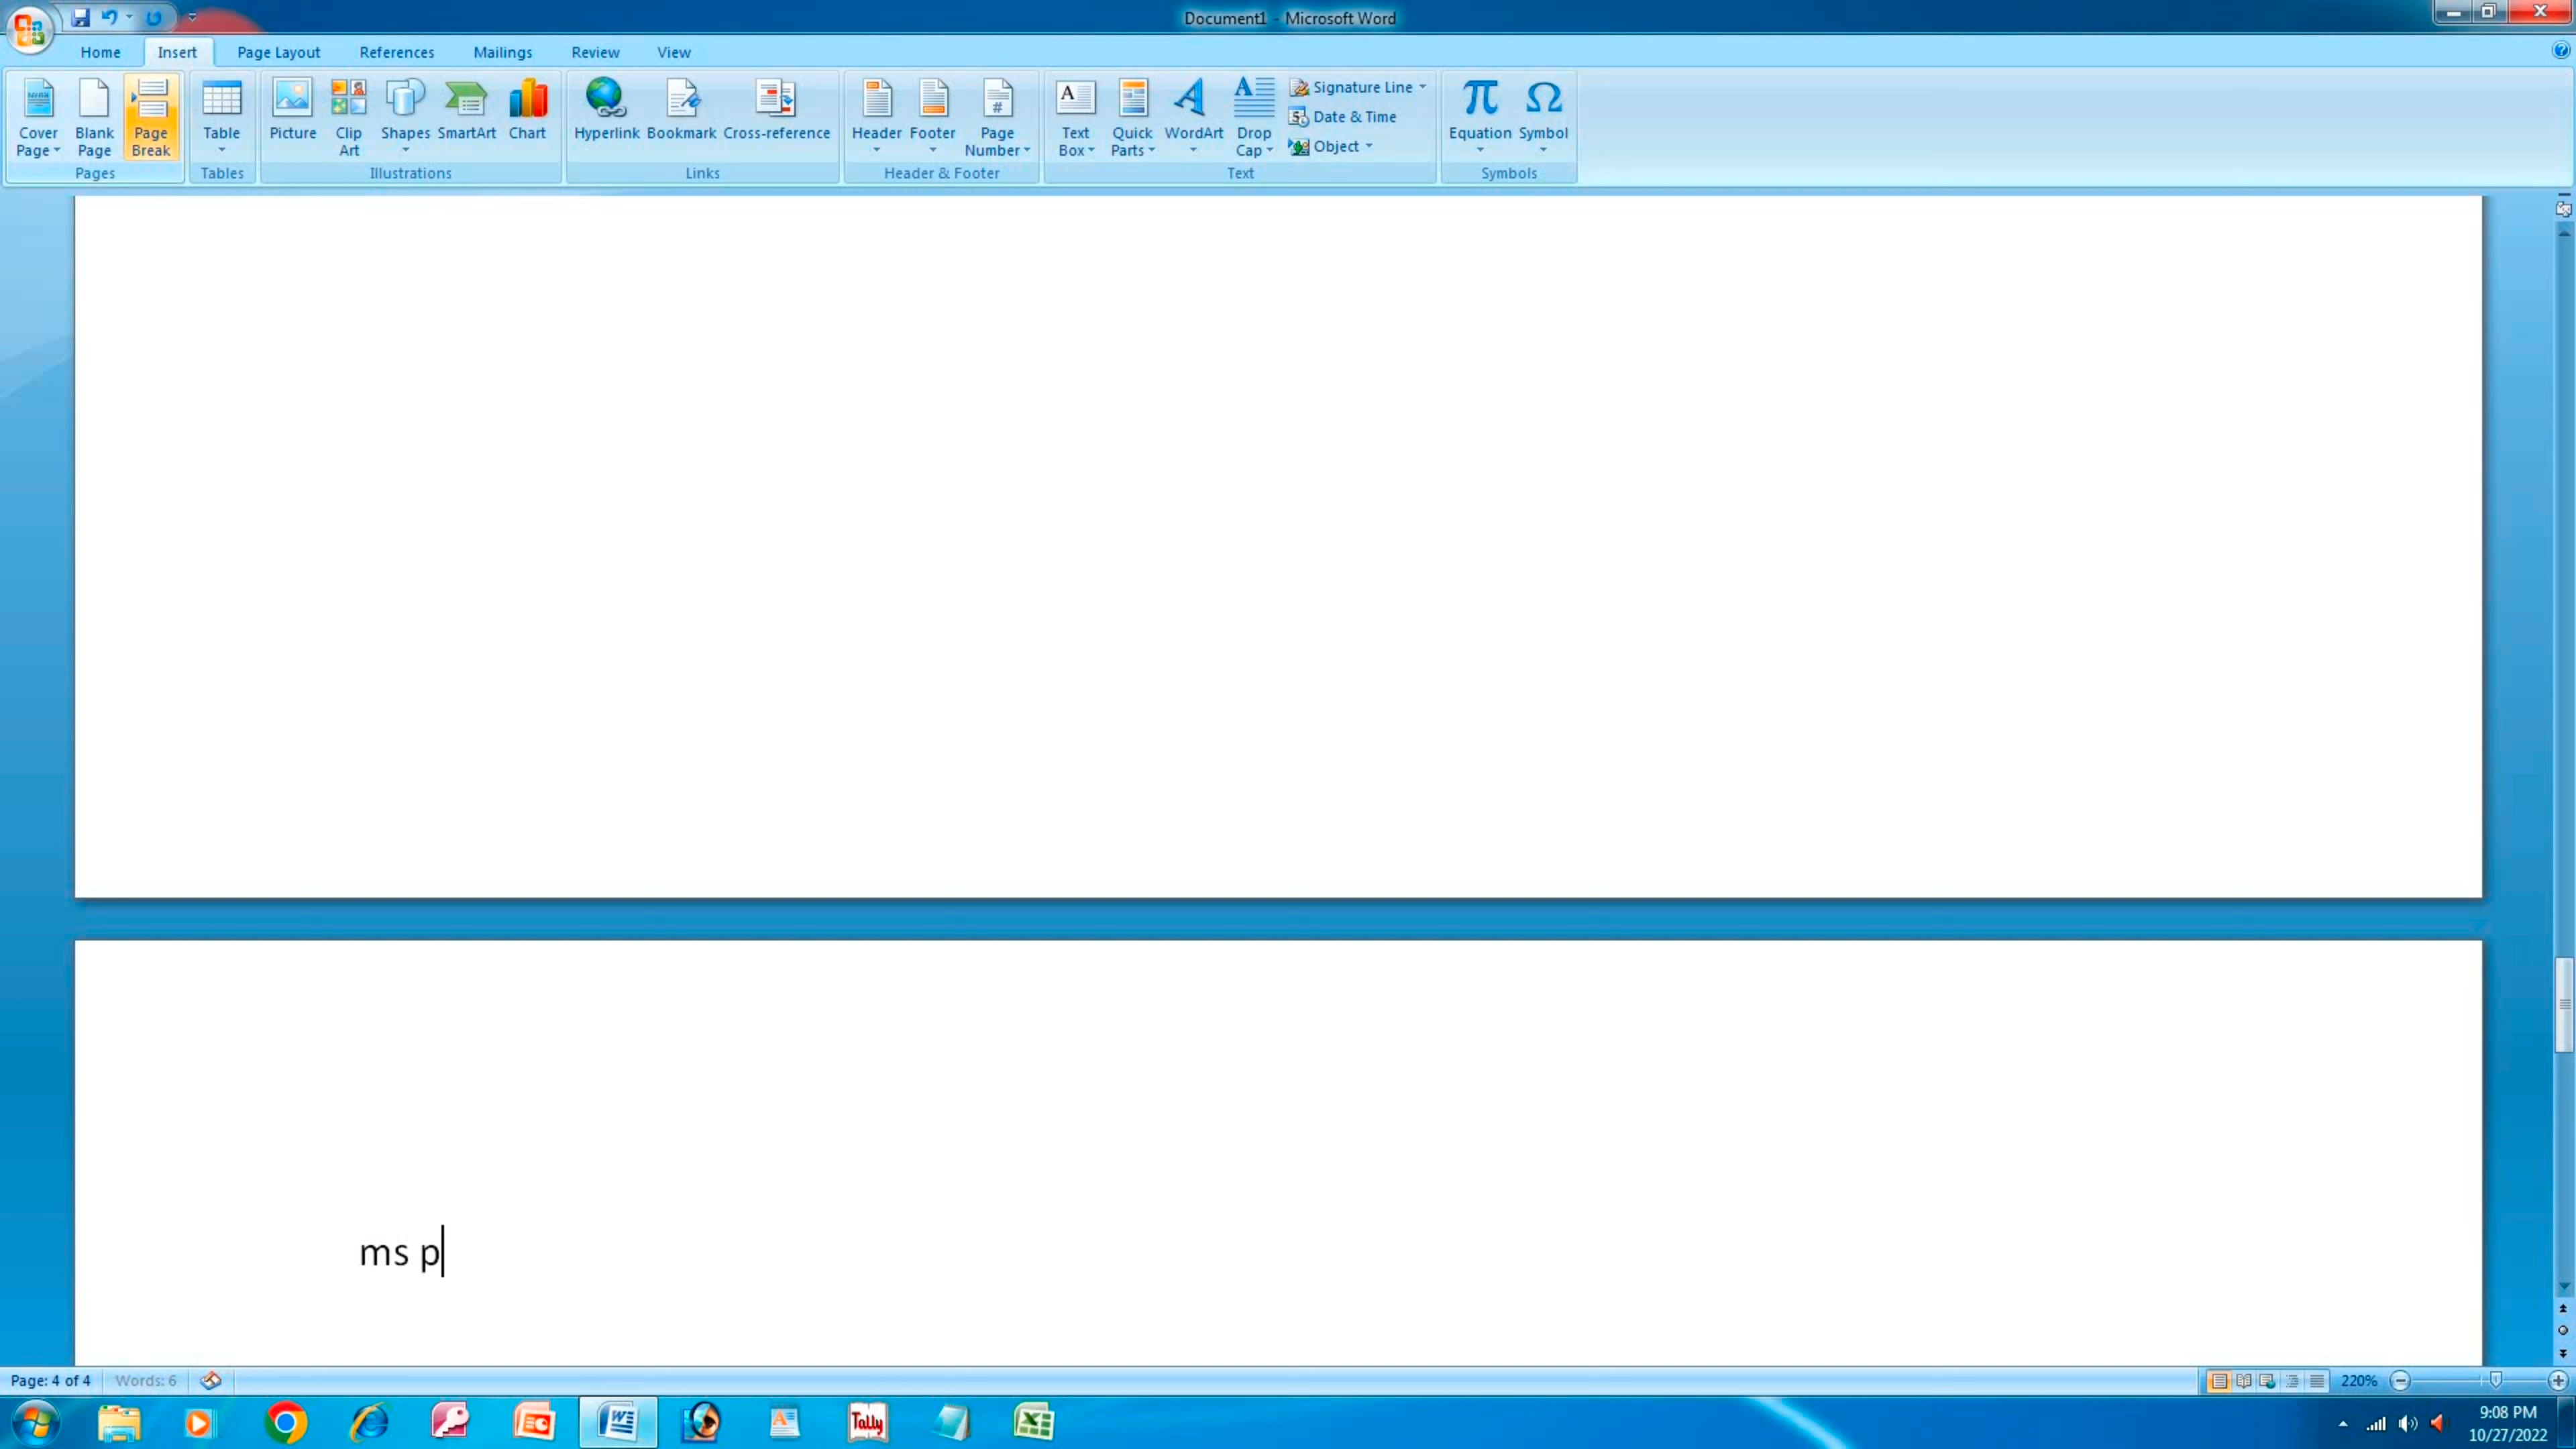 Document1 - Microsoft Word
Home Insert Page Layout References Mailings Review View
Cover Page
Blank Page
Page Break
Table
Picture
Clip Art
Shapes
SmartArt
Chart
Hyperlink
Bookmark
Cross-reference
Header
Footer
Page Number
Text Box
Quick Parts
WordArt
Drop Cap
Signature Line
Date & Time
Object
Equation
Symbol
Pages Tables Illustrations Links Header & Footer Text Symbols
ms p
Page: 4 of 4 Words: 6 220%
Tally
9:08 PM
10/27/2022